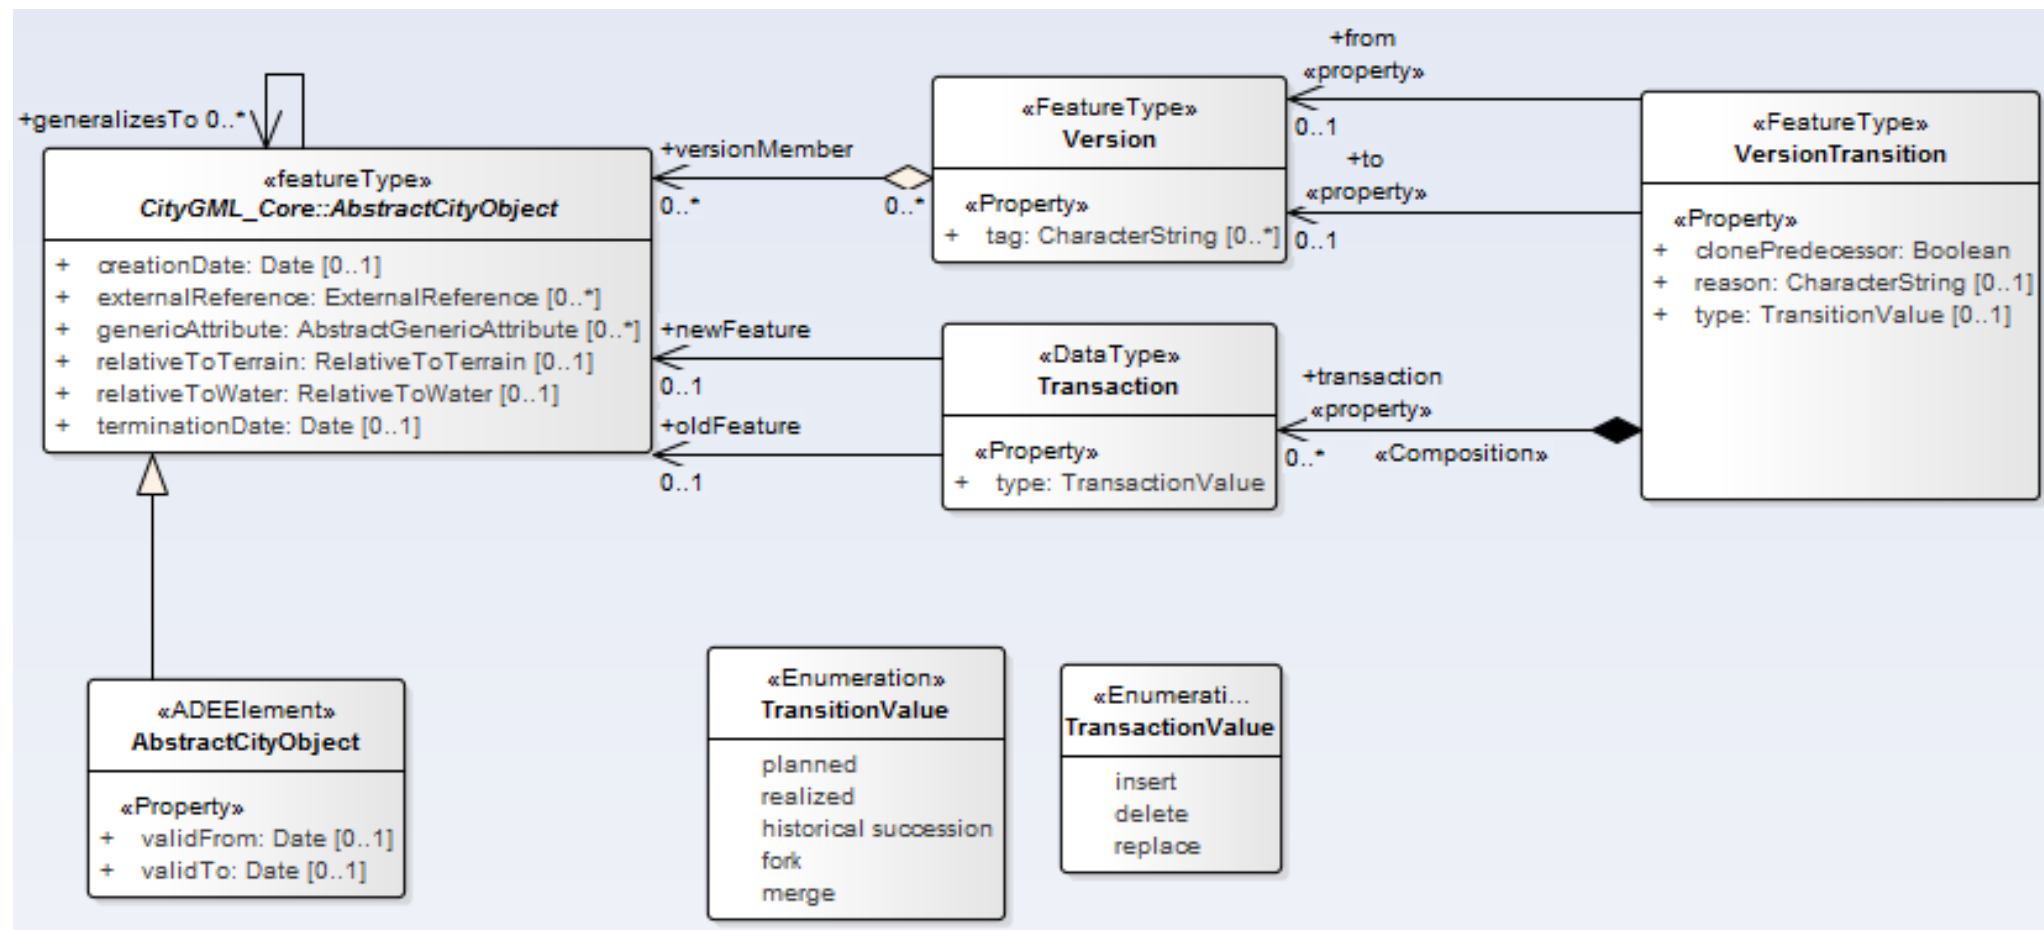 +generalizesTo 0..*
«featureType»
CityGML_Core::AbstractCityObject
+ creationDate: Date [0..1]
+ externalReference: ExternalReference [0..*]
+ genericAttribute: AbstractGenericAttribute [0..*]
+ relativeToTerrain: RelativeToTerrain [0..1]
+ relativeToWater: RelativeToWater [0..1]
+ terminationDate: Date [0..1]
+versionMember
0..*
0..*
«FeatureType»
Version
«Property»
+ tag: CharacterString [0..*]
+from
«property»
0..1
+to
«property»
0..1
«FeatureType»
VersionTransition
«Property»
+ clonePredecessor: Boolean
+ reason: CharacterString [0..1]
+ type: TransitionValue [0..1]
+newFeature
0..1
+oldFeature
0..1
«DataType»
Transaction
«Property»
+ type: TransactionValue
+transaction
«property»
0..*
«Composition»
«ADEElement»
AbstractCityObject
«Property»
+ validFrom: Date [0..1]
+ validTo: Date [0..1]
«Enumeration»
TransitionValue
planned
realized
historical succession
fork
merge
«Enumerati...
TransactionValue
insert
delete
replace